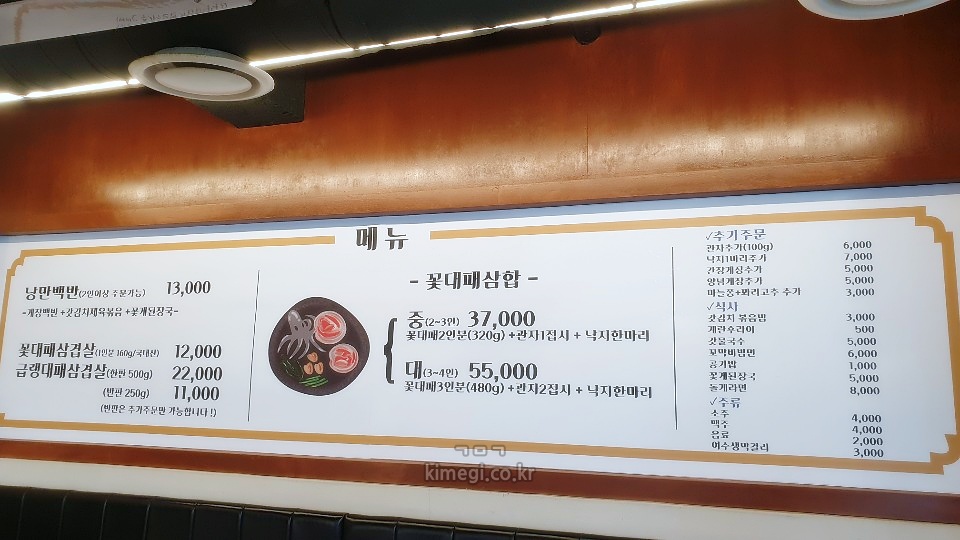 메뉴
낭만백반(2인이상 주문가능) 13,000
-게장백반+갓김치제육볶음+꽃게된장국-
꽃대패삼겹살(1인분 160g/국내산) 12,000
급랭대패삼겹살(한판 500g) 22,000
(반판 250g) 11,000
(반판은 추가주문만 가능합니다!)
- 꽃대패삼합 -
중(2~3인) 37,000
꽃대패2인분(320g)+관자1접시 + 낙지한마리
대(3~4인) 55,000
꽃대패3인분(480g)+관자2접시 + 낙지한마리
✓추가주문
관자추가(100g) 6,000
낙지1마리추가 7,000
간장게장추가 5,000
양념게장추가 5,000
마늘쫑+꽈리고추 추가 3,000
✓식사
갓김치 볶음밥 3,000
계란후라이 500
갓물국수 5,000
꼬막비빔면 6,000
공기밥 1,000
꽃게된장국 5,000
돌게라면 8,000
✓주류
소주 4,000
맥주 4,000
음료 2,000
여수생막걸리 3,000
ㄱㅁㄱ
kimegi.co.kr